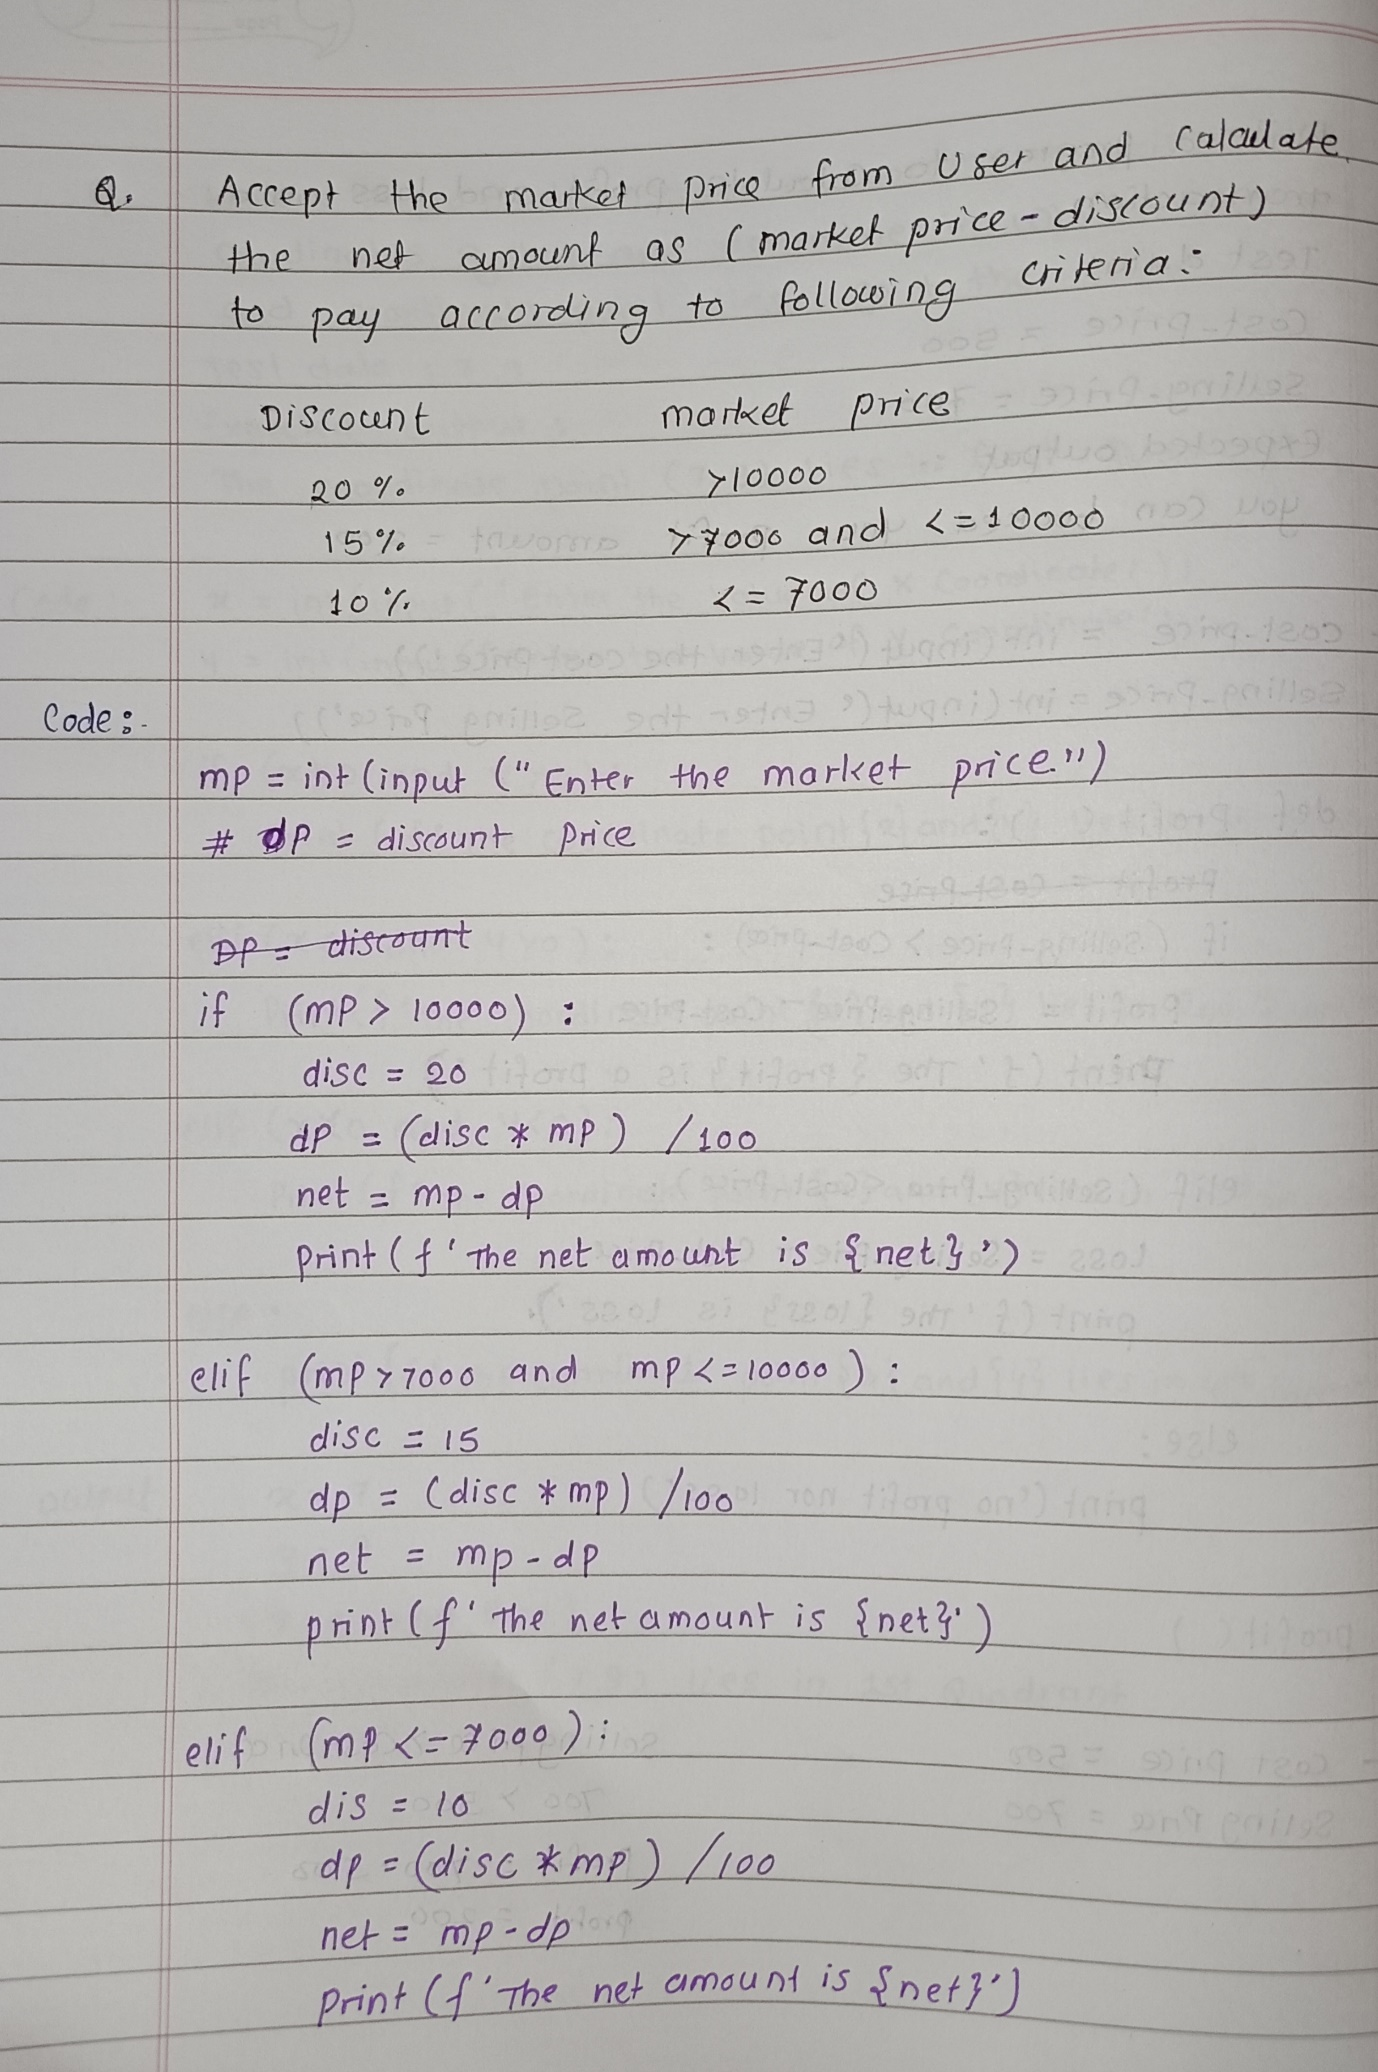 Q. Accept the market price from User and calculate
the net amount as (market price - discount)
to pay according to following criteria:
Discount market price
20 % >10000
15 % >7000 and <=10000
10 % <= 7000
Code:-
mp = int (input (" Enter the market price")
# dp = discount price
DP = discount
if (mp > 10000) :
disc = 20
dp = (disc * mp) /100
net = mp - dp
print (f 'The net amount is {net}')
elif (mp>7000 and mp <=10000) :
disc = 15
dp = (disc * mp) /100
net = mp - dp
print (f' the net amount is {net}')
elif (mp <= 7000) :
dis = 10
dp = (disc * mp) /100
net = mp - dp
print (f 'The net amount is {net}')